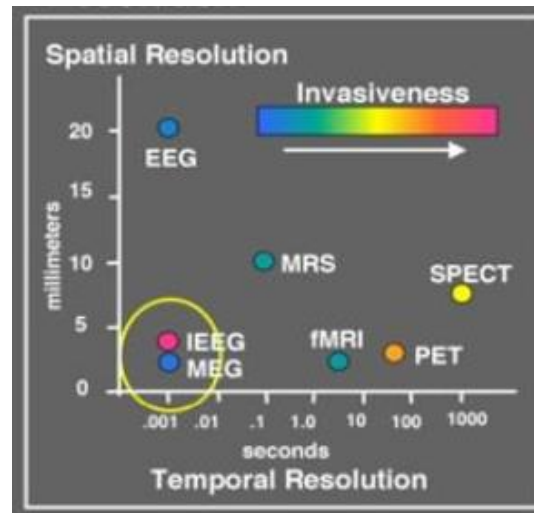 Spatial Resolution
Invasiveness
20
EEG
15
millimeters
10
MRS
SPECT
5
IEEG
fMRI
MEG
PET
0
.001 .01 .1 1.0 10 100 1000
seconds
Temporal Resolution